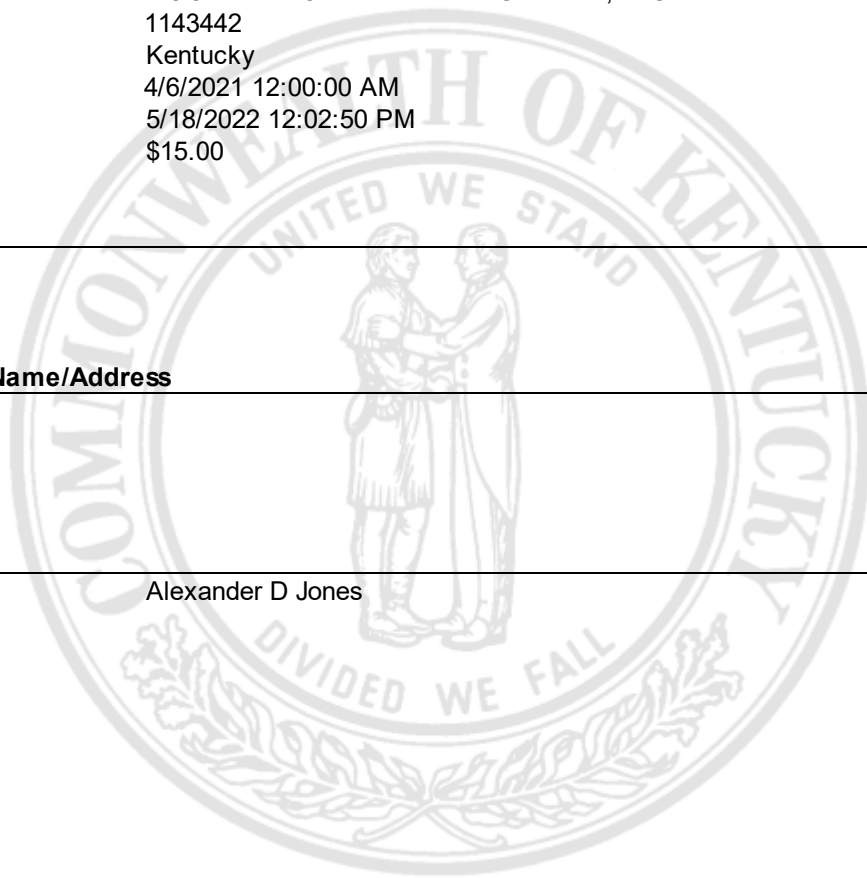 1143442
Kentucky
4/6/2021 12:00:00 AM
5/18/2022 12:02:50 PM
$15.00
COMMONWEALTH OF KENTUCKY
UNITED WE STAND
Name/Address
Alexander D Jones
DIVIDED WE FALL